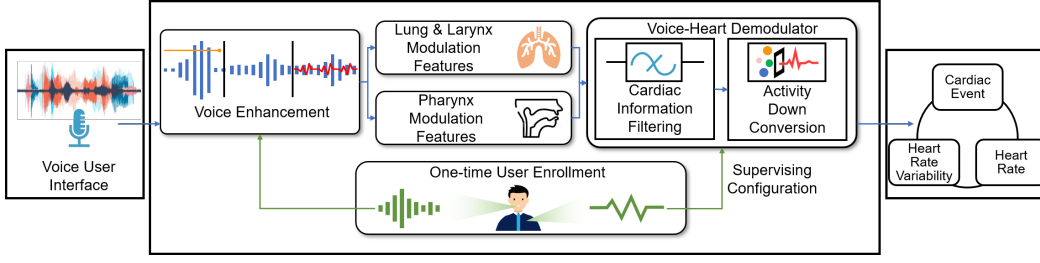 Voice User
Interface
Voice Enhancement
Lung & Larynx
Modulation
Features
Pharynx
Modulation
Features
Voice-Heart Demodulator
Cardiac
Information
Filtering
Activity
Down
Conversion
One-time User Enrollment
Supervising
Configuration
Cardiac
Event
Heart
Rate
Variability
Heart
Rate